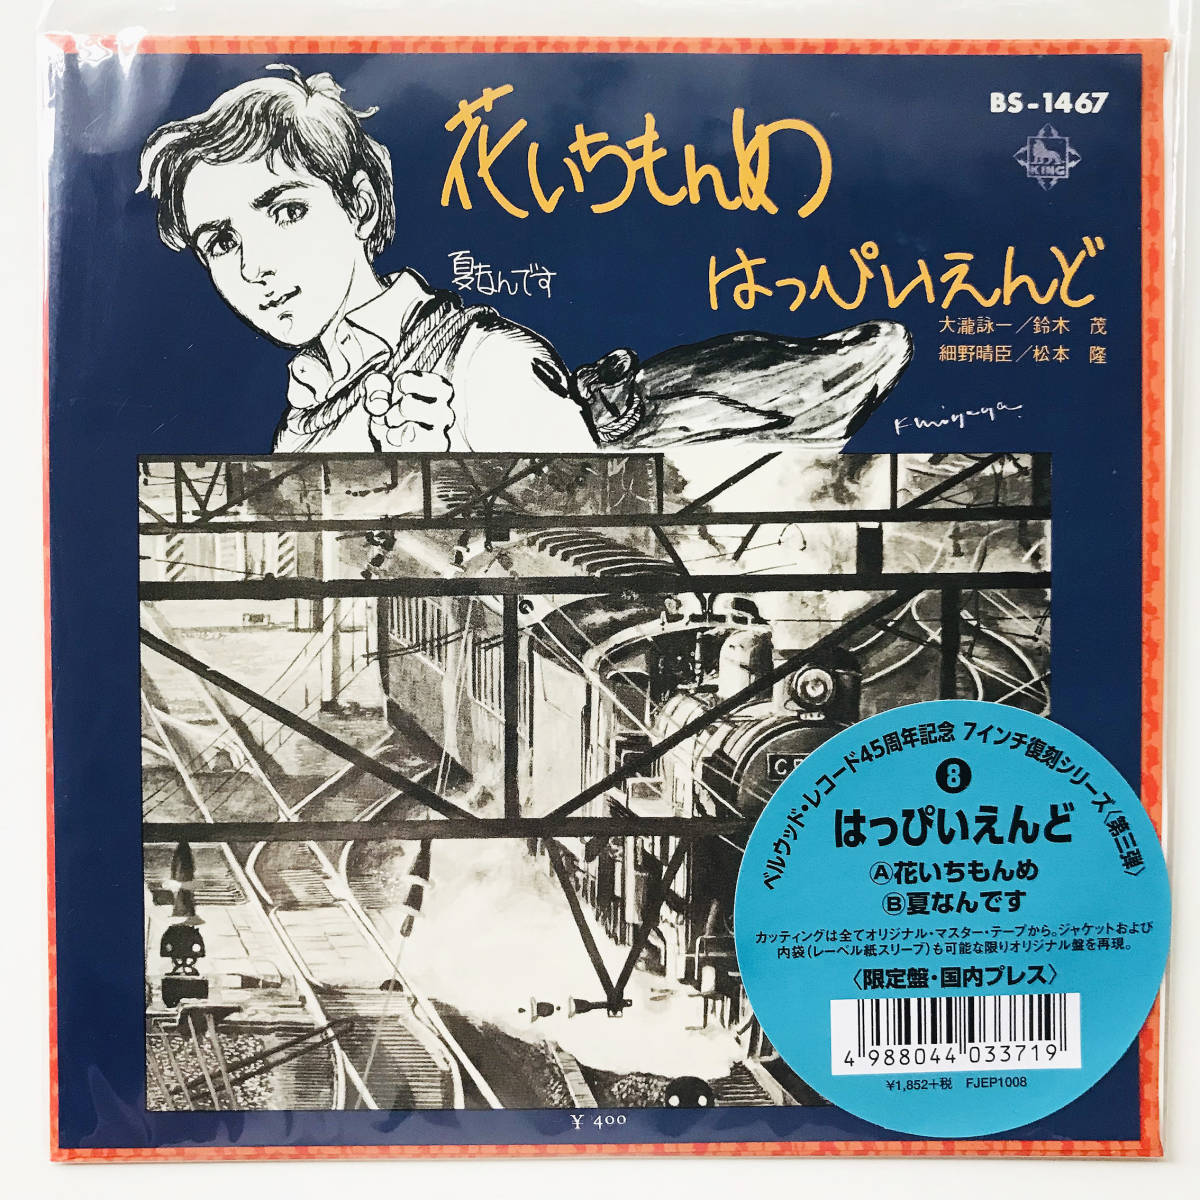 花いちもんめ
BS-1467
KING
夏なんです
はっぴいえんど
大瀧詠一／鈴木 茂
細野晴臣／松本 隆
K Miyaya.
ベルウッド・レコード45周年記念 7インチ復刻シリーズ〈第三弾〉
8
はっぴいえんど
Ⓐ花いちもんめ
Ⓑ夏なんです
カッティングは全てオリジナル・マスター・テープから。ジャケットおよび
内袋（レーベル紙スリーブ）も可能な限りオリジナル盤を再現。
〈限定盤・国内プレス〉
4 988044 033719
¥1,852+税 FJEP1008
¥ 400